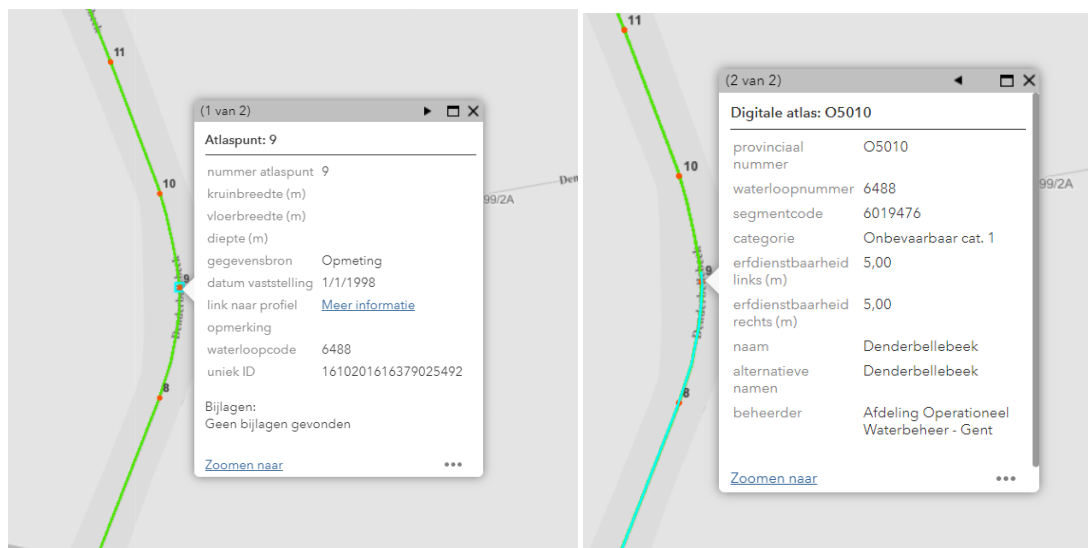 11
10
9
8
Denderbellebeek
Den
99/2A
(1 van 2)
Atlaspunt: 9
nummer atlaspunt 9
kruinbreedte (m)
vloerbreedte (m)
diepte (m)
gegevensbron Opmeting
datum vaststelling 1/1/1998
link naar profiel Meer informatie
opmerking
waterloopcode 6488
uniek ID 1610201616379025492
Bijlagen:
Geen bijlagen gevonden
Zoomen naar
11
10
9
8
99/2A
(2 van 2)
Digitale atlas: O5010
provinciaal O5010
nummer
waterloopnummer 6488
segmentcode 6019476
categorie Onbevaarbaar cat. 1
erfdienstbaarheid 5,00
links (m)
erfdienstbaarheid 5,00
rechts (m)
naam Denderbellebeek
alternatieve Denderbellebeek
namen
beheerder Afdeling Operationeel
Waterbeheer - Gent
Zoomen naar